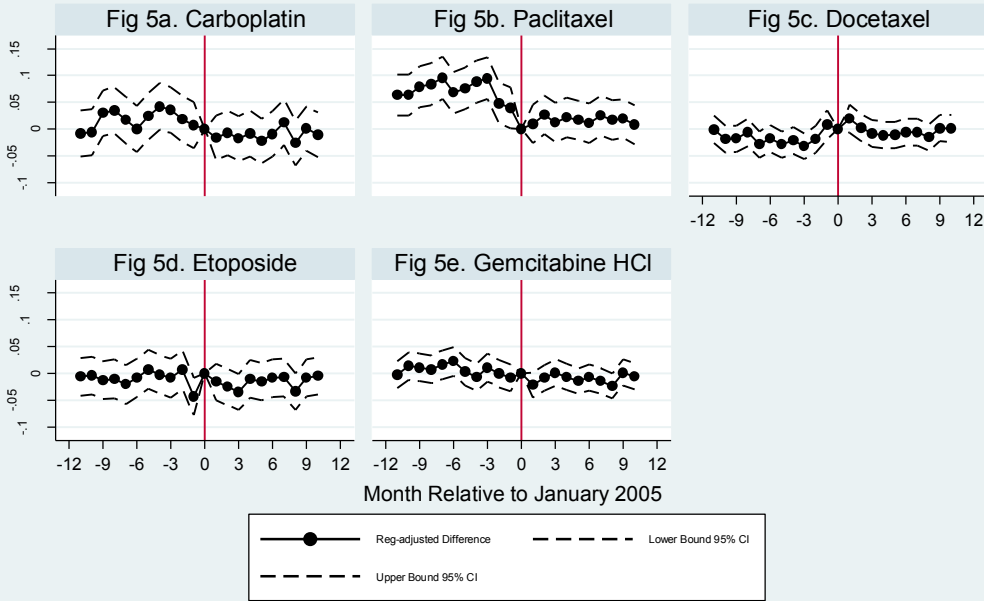 Fig 5a. Carboplatin
Fig 5b. Paclitaxel
Fig 5c. Docetaxel
.15
.1
.05
0
-.05
-.1
-12 -9 -6 -3 0 3 6 9 12
Fig 5d. Etoposide
Fig 5e. Gemcitabine HCl
.15
.1
.05
0
-.05
-.1
-12 -9 -6 -3 0 3 6 9 12
-12 -9 -6 -3 0 3 6 9 12
Month Relative to January 2005
Reg-adjusted Difference
Lower Bound 95% CI
Upper Bound 95% CI